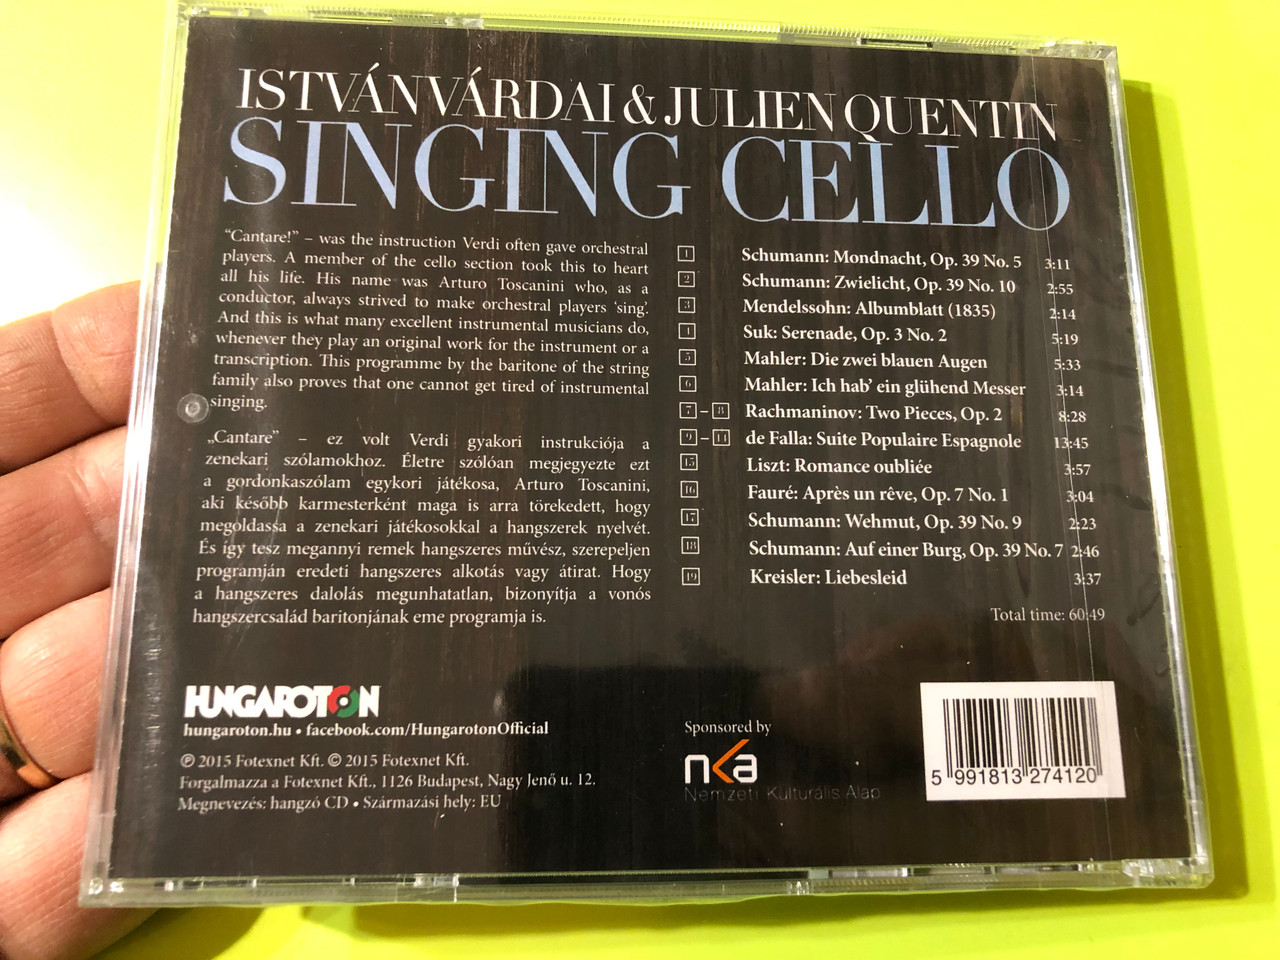 ISTVÁN VÁRDAI & JULIEN QUENTIN
SINGING CELLO
“Cantare!” – was the instruction Verdi often gave orchestral
players. A member of the cello section took this to heart
all his life. His name was Arturo Toscanini who, as a
conductor, always strived to make orchestral players ‘sing’.
And this is what many excellent instrumental musicians do,
whenever they play an original work for the instrument or a
transcription. This programme by the baritone of the string
family also proves that one cannot get tired of instrumental
singing.
„Cantare” – ez volt Verdi gyakori instrukciója a
zenekari szólamokhoz. Életre szólóan megjegyezte ezt
a gordonkaszólam egykori játékosa, Arturo Toscanini,
aki később karmesterként maga is arra törekedett, hogy
megoldassa a zenekari játékosokkal a hangszerek nyelvét.
És így tesz megannyi remek hangszeres művész, szerepeljen
programján eredeti hangszeres alkotás vagy átirat. Hogy
a hangszeres dalolás megunhatatlan, bizonyítja a vonós
hangszercsalád baritonjának eme programja is.
1 Schumann: Mondnacht, Op. 39 No. 5 3:11
2 Schumann: Zwielicht, Op. 39 No. 10 2:55
3 Mendelssohn: Albumblatt (1835) 2:14
4 Suk: Serenade, Op. 3 No. 2 5:19
5 Mahler: Die zwei blauen Augen 5:33
6 Mahler: Ich hab’ ein glühend Messer 3:14
7 – 8 Rachmaninov: Two Pieces, Op. 2 8:28
9 – 14 de Falla: Suite Populaire Espagnole 13:45
15 Liszt: Romance oubliée 3:57
16 Fauré: Après un rêve, Op. 7 No. 1 3:04
17 Schumann: Wehmut, Op. 39 No. 9 2:23
18 Schumann: Auf einer Burg, Op. 39 No. 7 2:46
19 Kreisler: Liebesleid 3:37
Total time: 60:49
HUNGAROTON
hungaroton.hu • facebook.com/HungarotonOfficial
℗ 2015 Fotexnet Kft. © 2015 Fotexnet Kft.
Forgalmazza a Fotexnet Kft., 1126 Budapest, Nagy Jenő u. 12.
Megnevezés: hangzó CD • Származási hely: EU
Sponsored by
nka
Nemzeti Kulturális Alap
5 991813 274120